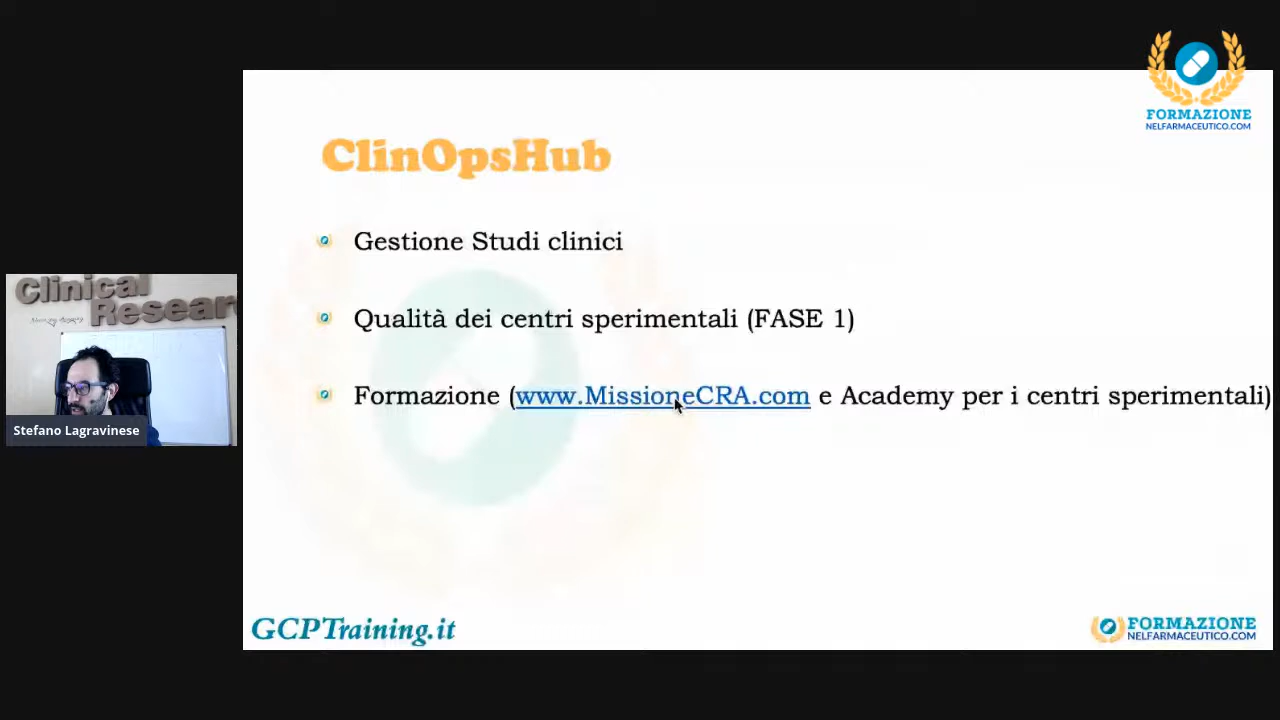 FORMAZIONE
NELFARMACEUTICO.COM
ClinOpsHub
Gestione Studi clinici
Qualità dei centri sperimentali (FASE 1)
Formazione (www.MissioneCRA.com e Academy per i centri sperimentali)
Clinical
Resear
Stefano Lagravinese
GCPTraining.it
FORMAZIONE
NELFARMACEUTICO.COM